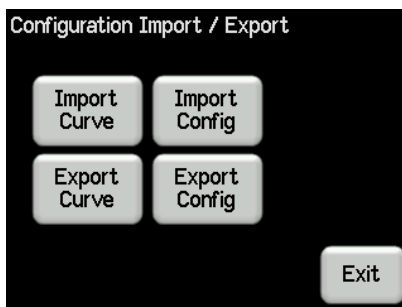 Configuration Import / Export
Import Import
Curve Config
Export Export
Curve Config
Exit